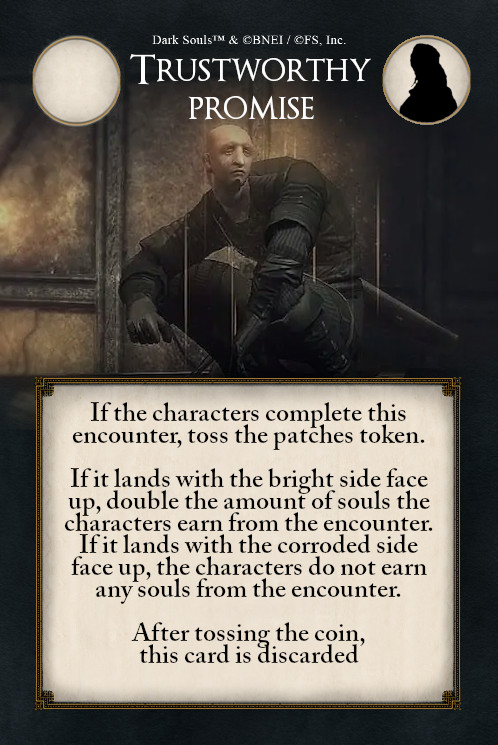 Dark Souls™ & ©BNEI / ©FS, Inc.
Trustworthy
promise
If the characters complete this
encounter, toss the patches token.
If it lands with the bright side face
up, double the amount of souls the
characters earn from the encounter.
If it lands with the corroded side
face up, the characters do not earn
any souls from the encounter.
After tossing the coin,
this card is discarded